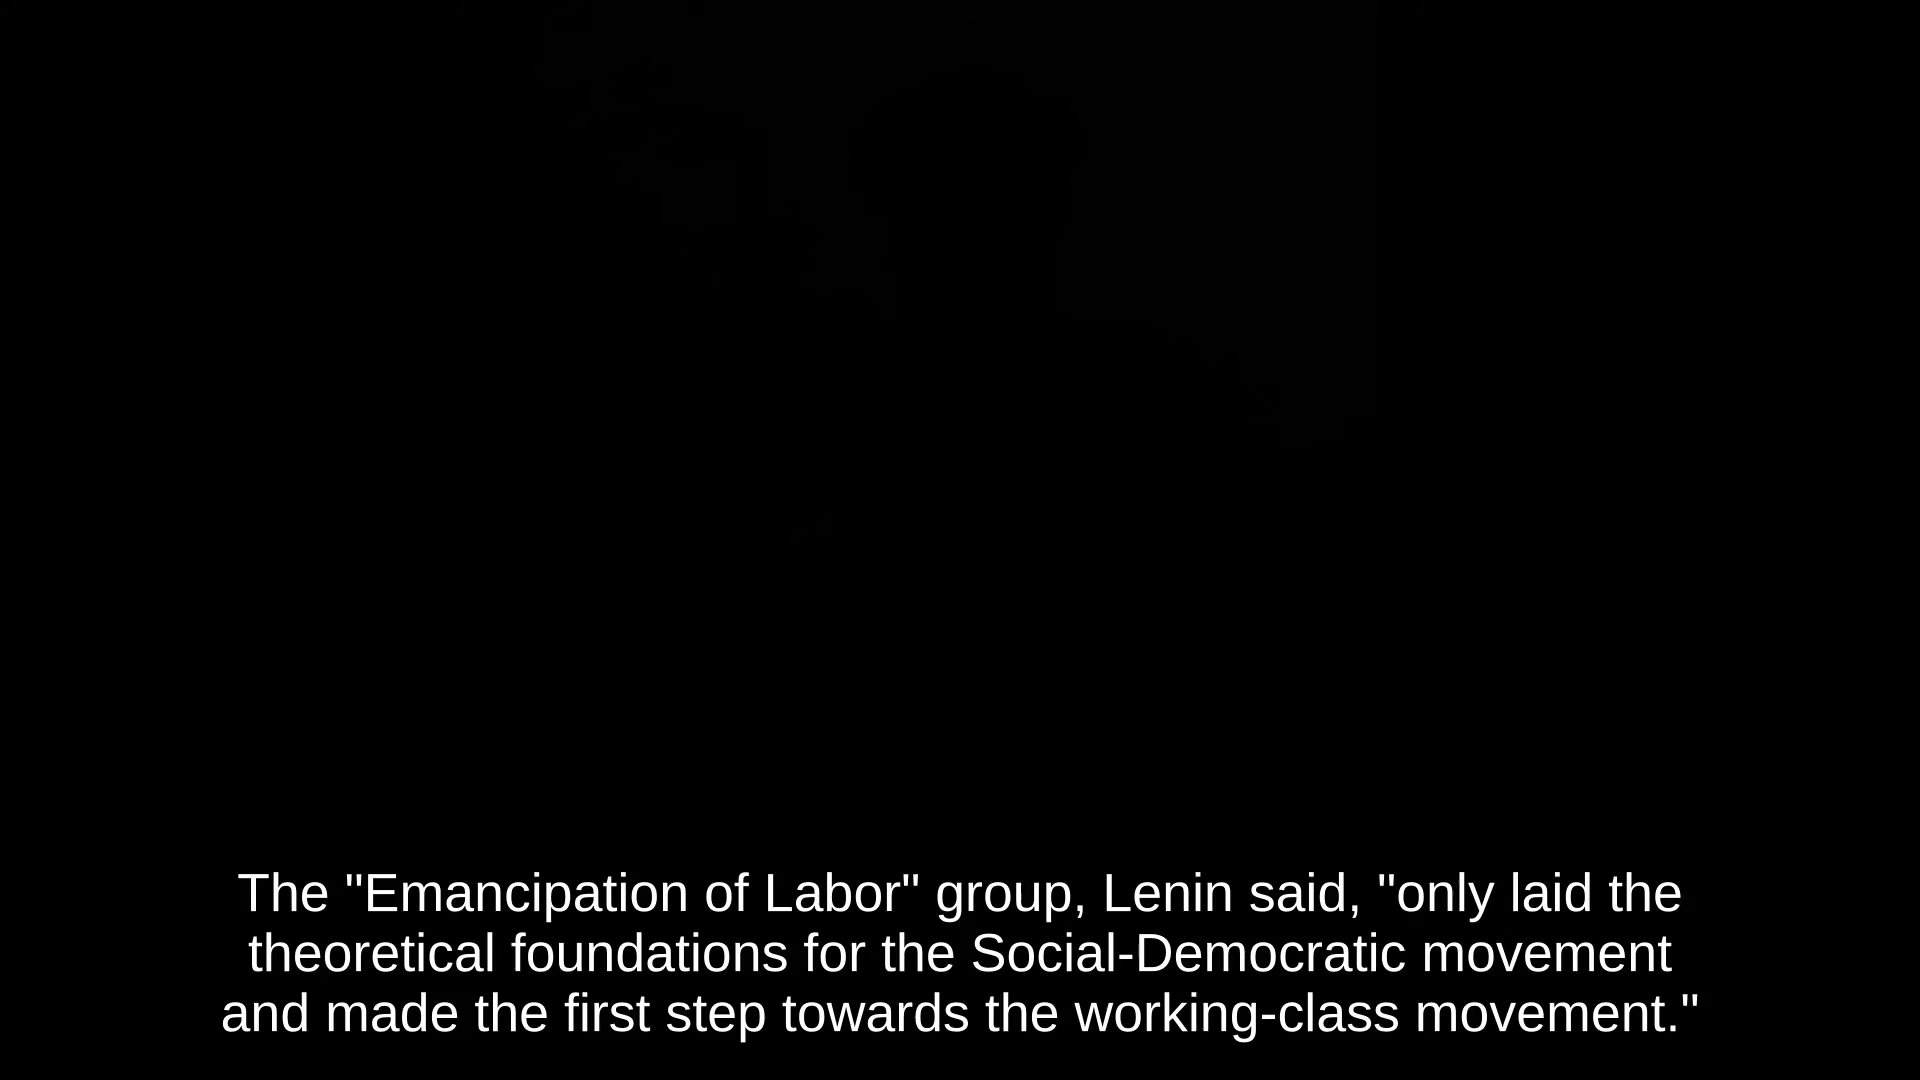 The "Emancipation of Labor" group, Lenin said, "only laid the
theoretical foundations for the Social-Democratic movement
and made the first step towards the working-class movement."